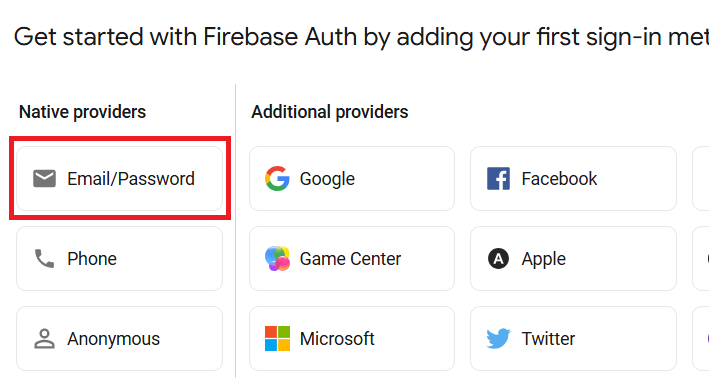 Get started with Firebase Auth by adding your first sign-in
Native providers
Additional providers
Email/Password
Google
Facebook
Phone
Game Center
Apple
Anonymous
Microsoft
Twitter